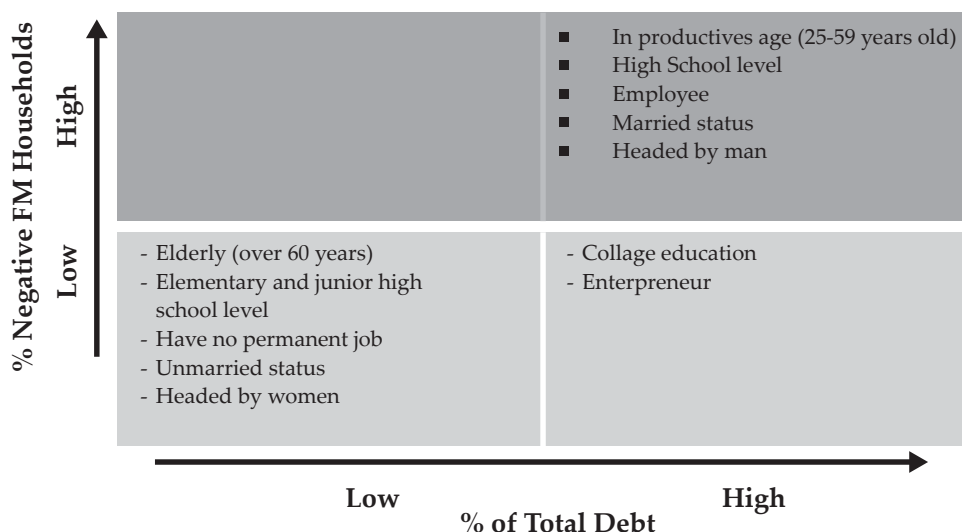 % Negative FM Households
High
Low
■ In productives age (25-59 years old)
■ High School level
■ Employee
■ Married status
■ Headed by man
- Elderly (over 60 years)
- Elementary and junior high
school level
- Have no permanent job
- Unmarried status
- Headed by women
- Collage education
- Enterpreneur
Low
High
% of Total Debt